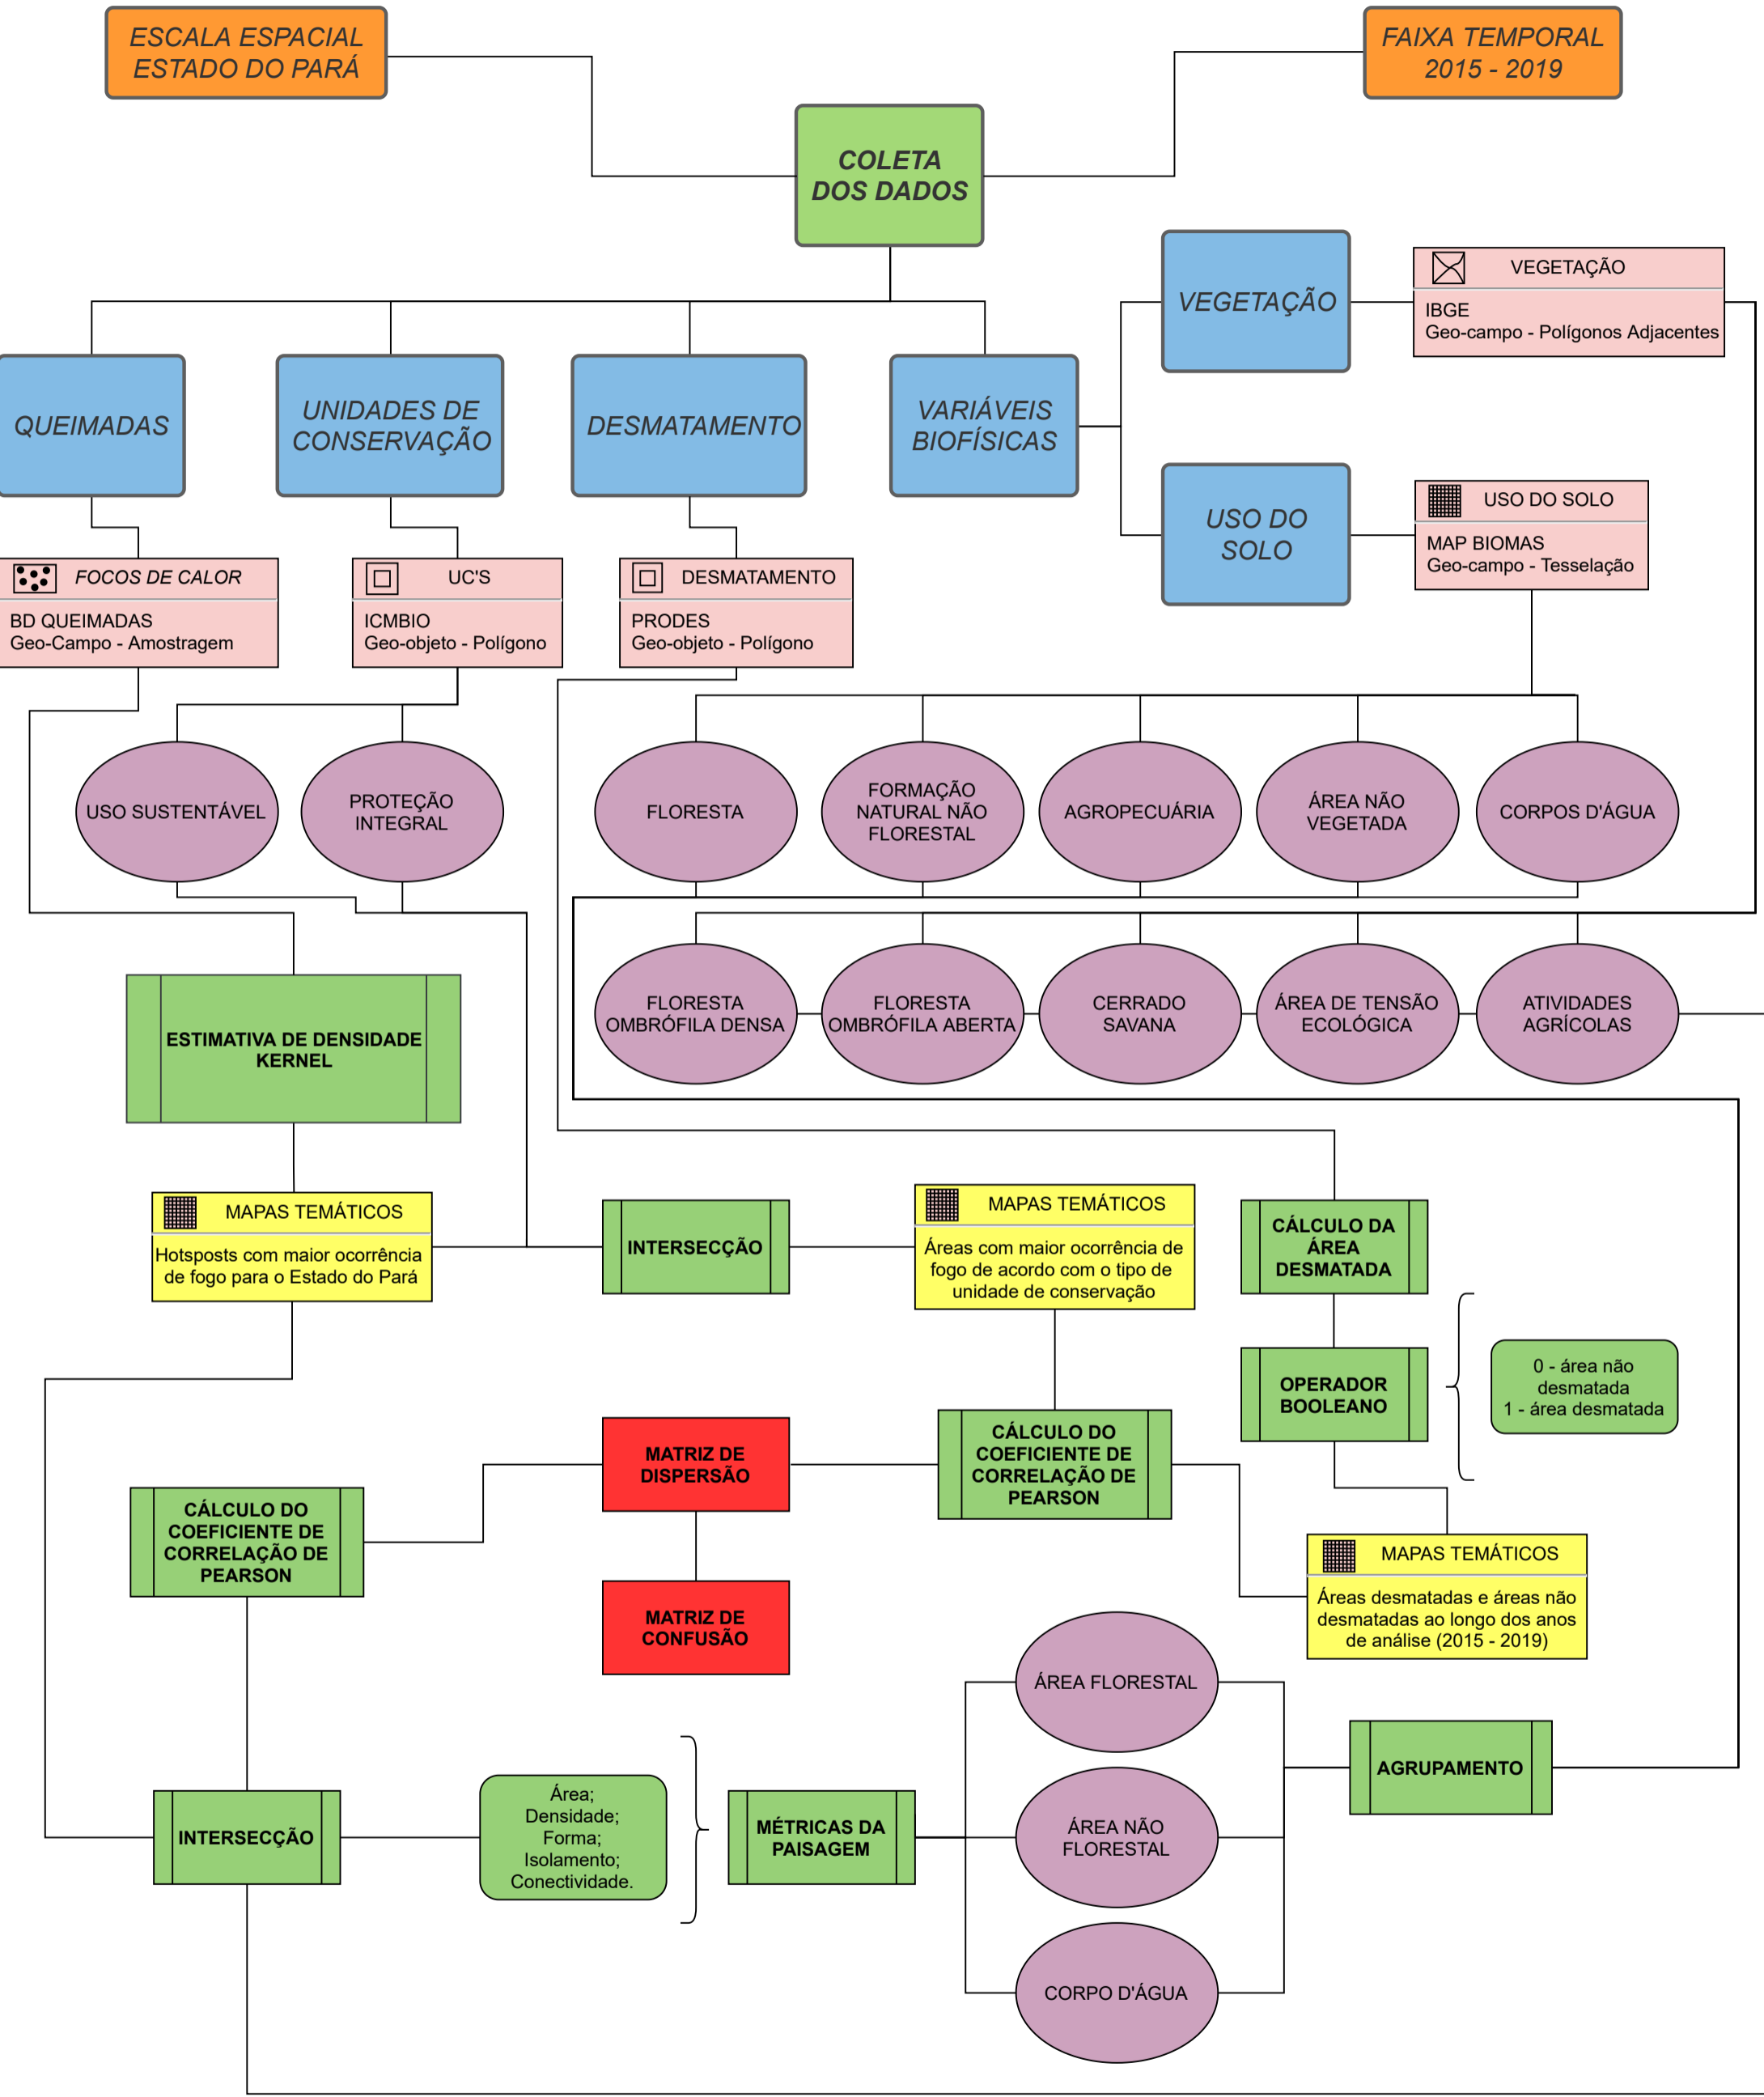 ESCALA ESPACIAL
ESTADO DO PARÁ
FAIXA TEMPORAL
2015 - 2019
COLETA
DOS DADOS
VEGETAÇÃO
VEGETAÇÃO
IBGE
Geo-campo - Polígonos Adjacentes
QUEIMADAS
UNIDADES DE
CONSERVAÇÃO
DESMATAMENTO
VARIÁVEIS
BIOFÍSICAS
USO DO
SOLO
USO DO SOLO
MAP BIOMAS
Geo-campo - Tesselação
FOCOS DE CALOR
BD QUEIMADAS
Geo-Campo - Amostragem
UC'S
ICMBIO
Geo-objeto - Polígono
DESMATAMENTO
PRODES
Geo-objeto - Polígono
USO SUSTENTÁVEL
PROTEÇÃO
INTEGRAL
FLORESTA
FORMAÇÃO
NATURAL NÃO
FLORESTAL
AGROPECUÁRIA
ÁREA NÃO
VEGETADA
CORPOS D'ÁGUA
FLORESTA
OMBRÓFILA DENSA
FLORESTA
OMBRÓFILA ABERTA
CERRADO
SAVANA
ÁREA DE TENSÃO
ECOLÓGICA
ATIVIDADES
AGRÍCOLAS
ESTIMATIVA DE DENSIDADE
KERNEL
MAPAS TEMÁTICOS
Hotsposts com maior ocorrência
de fogo para o Estado do Pará
INTERSECÇÃO
MAPAS TEMÁTICOS
Áreas com maior ocorrência de
fogo de acordo com o tipo de
unidade de conservação
CÁLCULO DA
ÁREA
DESMATADA
OPERADOR
BOOLEANO
0 - área não
desmatada
1 - área desmatada
MATRIZ DE
DISPERSÃO
CÁLCULO DO
COEFICIENTE DE
CORRELAÇÃO DE
PEARSON
CÁLCULO DO
COEFICIENTE DE
CORRELAÇÃO DE
PEARSON
MAPAS TEMÁTICOS
Áreas desmatadas e áreas não
desmatadas ao longo dos anos
de análise (2015 - 2019)
MATRIZ DE
CONFUSÃO
ÁREA FLORESTAL
AGRUPAMENTO
INTERSECÇÃO
Área;
Densidade;
Forma;
Isolamento;
Conectividade.
MÉTRICAS DA
PAISAGEM
ÁREA NÃO
FLORESTAL
CORPO D'ÁGUA